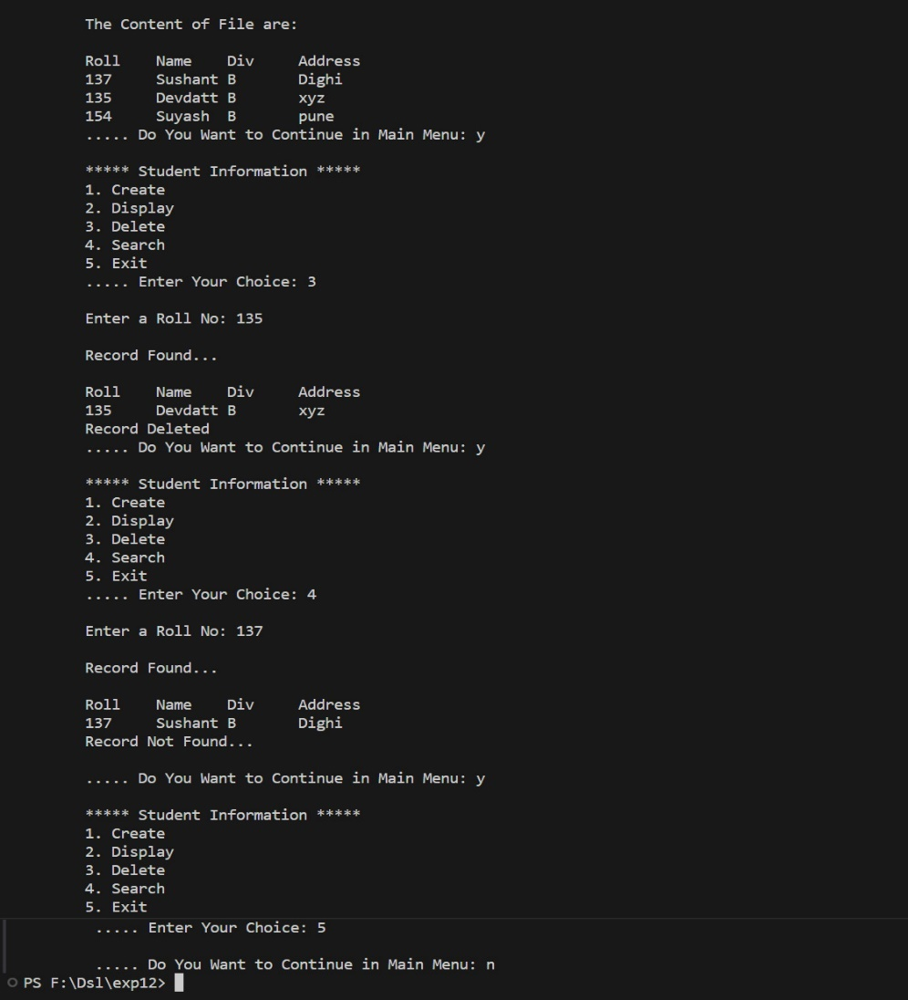 The Content of File are:
Roll Name Div Address
137 Sushant B Dighi
135 Devdatt B xyz
154 Suyash B pune
..... Do You Want to Continue in Main Menu: y
***** Student Information *****
1. Create
2. Display
3. Delete
4. Search
5. Exit
..... Enter Your Choice: 3
Enter a Roll No: 135
Record Found...
Roll Name Div Address
135 Devdatt B xyz
Record Deleted
..... Do You Want to Continue in Main Menu: y
***** Student Information *****
1. Create
2. Display
3. Delete
4. Search
5. Exit
..... Enter Your Choice: 4
Enter a Roll No: 137
Record Found...
Roll Name Div Address
137 Sushant B Dighi
Record Not Found...
..... Do You Want to Continue in Main Menu: y
***** Student Information *****
1. Create
2. Display
3. Delete
4. Search
5. Exit
..... Enter Your Choice: 5
..... Do You Want to Continue in Main Menu: n
PS F:\Dsl\exp12>